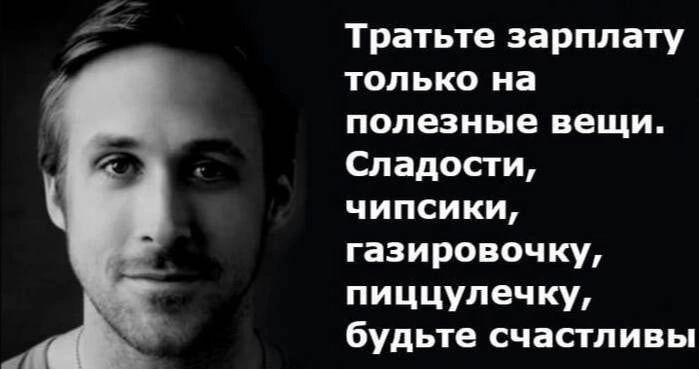 Тратьте зарплату
только на
полезные вещи.
Сладости,
чипсики,
газировочку,
пиццулечку,
будьте счастливы